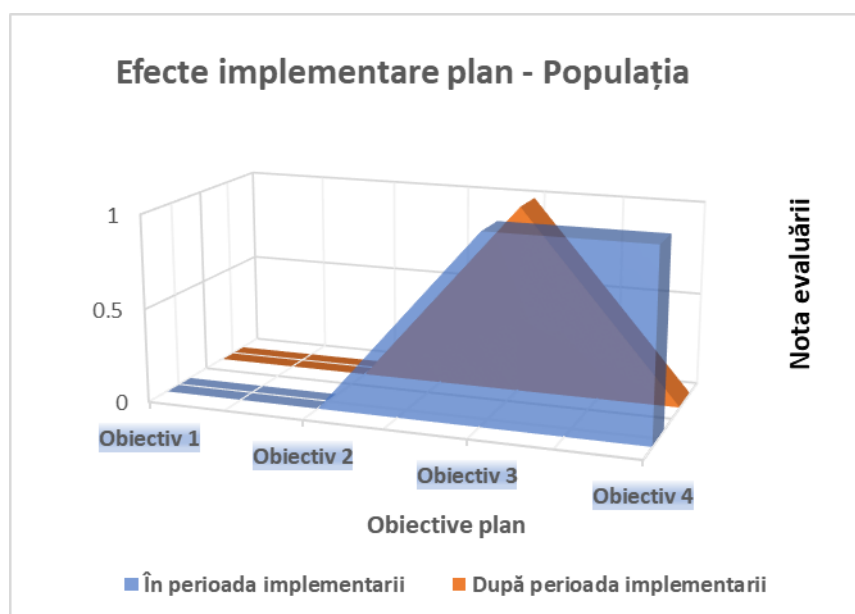 Efecte implementare plan - Populația
1
0.5
0
Nota evaluării
Obiectiv 1
Obiectiv 2
Obiectiv 3
Obiectiv 4
Obiective plan
În perioada implementarii
După perioada implementarii